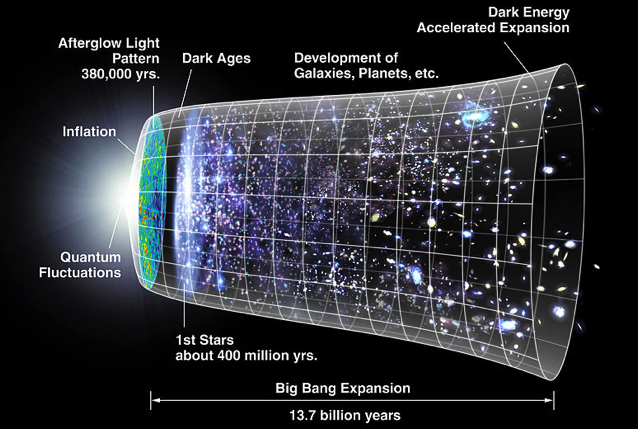 Dark Energy
Accelerated Expansion
Afterglow Light
Pattern
380,000 yrs.
Dark Ages
Development of
Galaxies, Planets, etc.
Inflation
Quantum
Fluctuations
1st Stars
about 400 million yrs.
Big Bang Expansion
13.7 billion years